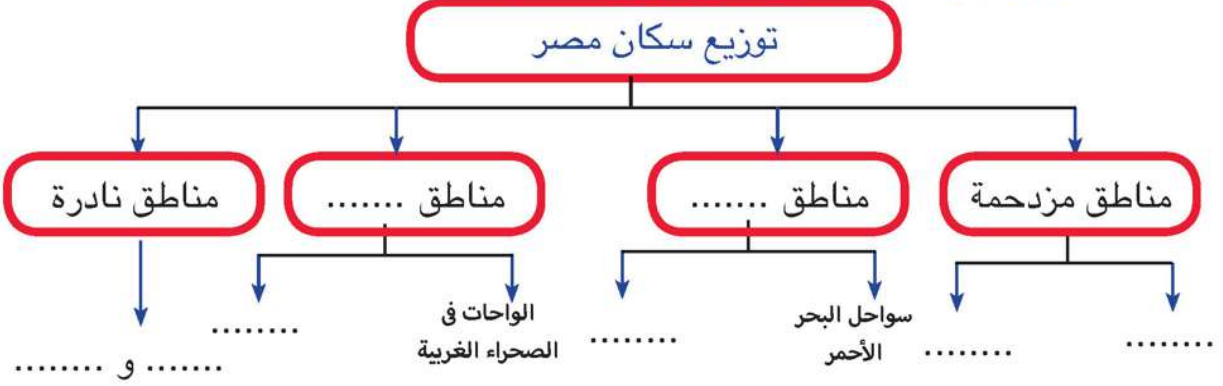 توزيع سكان مصر
مناطق مزدحمة
مناطق .......
مناطق .......
مناطق نادرة
........
........
سواحل البحر
الأحمر
........
الواحات فى
الصحراء الغربية
........
....... و ........